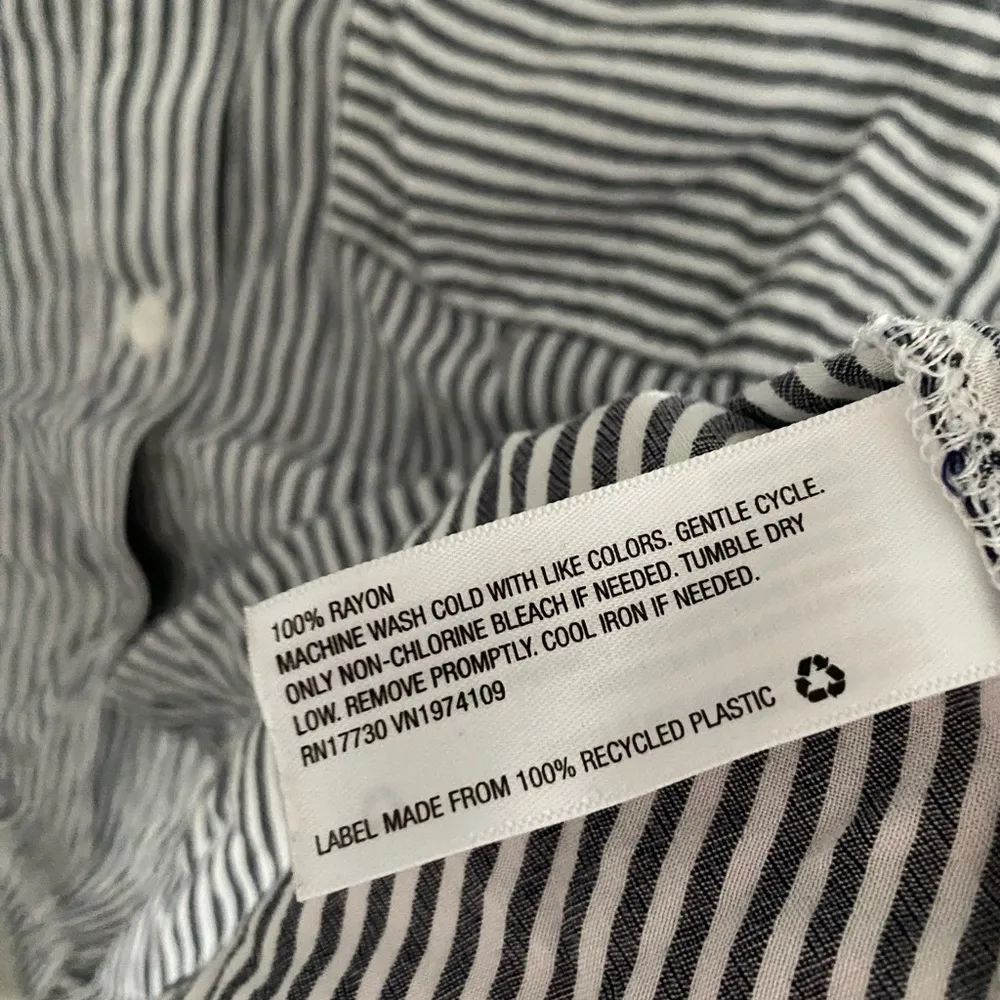 100% RAYON
MACHINE WASH COLD WITH LIKE COLORS. GENTLE CYCLE.
ONLY NON-CHLORINE BLEACH IF NEEDED. TUMBLE DRY
LOW. REMOVE PROMPTLY. COOL IRON IF NEEDED.
RN17730 VN1974109
LABEL MADE FROM 100% RECYCLED PLASTIC